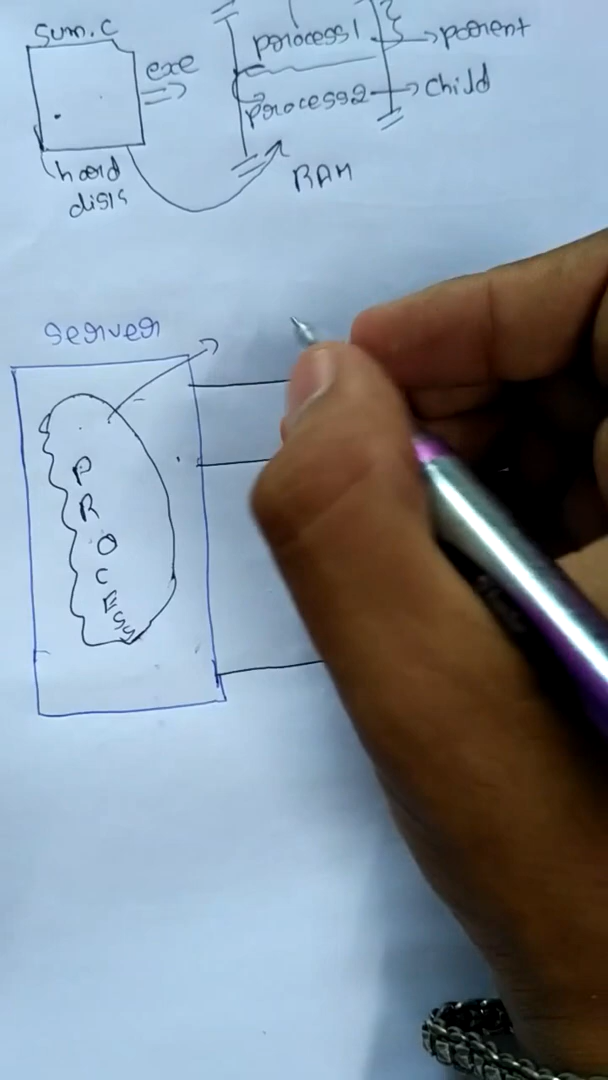 Sum.c
exe
process1
parent
process2
child
hard
disk
RAM
server
PROCESS